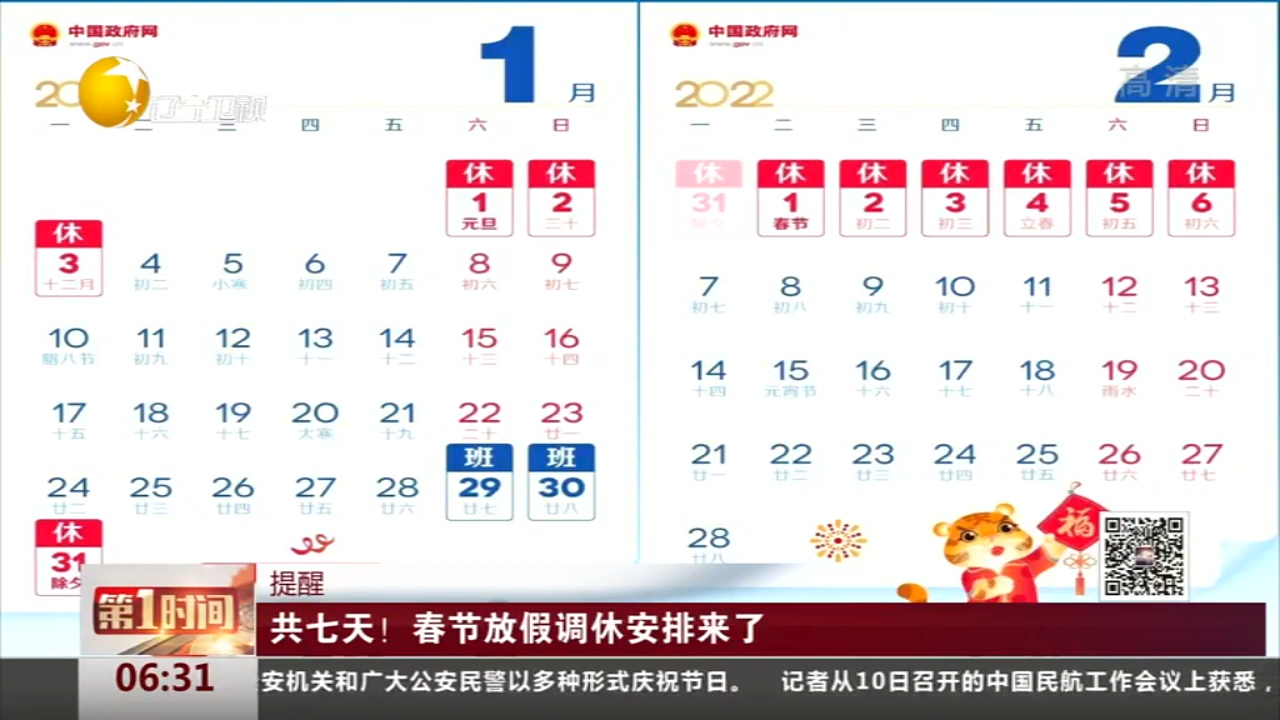 中国政府网
www.gov.cn
1月
一 二 三 四 五 六 日
休 休
1 2
元旦 三十
休
3 4 5 6 7 8 9
十二月 初二 小寒 初四 初五 初六 初七
10 11 12 13 14 15 16
腊八节 初九 初十 十一 十二 十三 十四
17 18 19 20 21 22 23
十五 十六 十七 大寒 十九 二十 廿一
班 班
24 25 26 27 28 29 30
廿二 廿三 廿四 廿五 廿六 廿七 廿八
休
31
除夕
中国政府网
www.gov.cn
2022
2月
高清
一 二 三 四 五 六 日
休 休 休 休 休 休 休
31 1 2 3 4 5 6
除夕 春节 初二 初三 立春 初五 初六
7 8 9 10 11 12 13
初七 初八 初九 初十 十一 十二 十三
14 15 16 17 18 19 20
十四 元宵节 十六 十七 十八 雨水 二十
21 22 23 24 25 26 27
廿一 廿二 廿三 廿四 廿五 廿六 廿七
28
廿八
福
第1时间
提醒
共七天！春节放假调休安排来了
06:31
安机关和广大公安民警以多种形式庆祝节日。 记者从10日召开的中国民航工作会议上获悉，